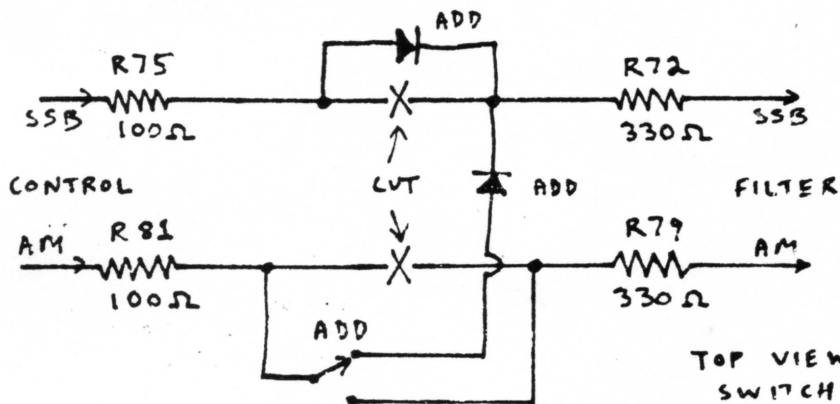 ADD
R75
R72
SSB
100Ω
330Ω
SSB
CONTROL
CUT
ADD
FILTER
AM
R81
R79
AM
100Ω
330Ω
ADD
TOP VIEW
SWITCH